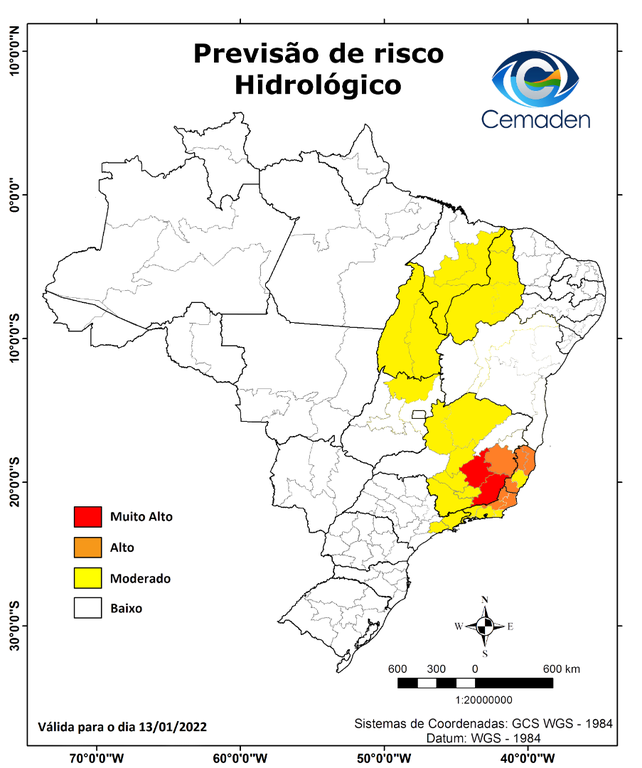 Previsão de risco
Hidrológico
Cemaden
10°0'0"N
0°0'0"
10°0'0"S
20°0'0"S
30°0'0"S
Muito Alto
Alto
Moderado
Baixo
N
W E
S
600 300 0 600 km
1:20000000
Válida para o dia 13/01/2022
Sistemas de Coordenadas: GCS WGS - 1984
Datum: WGS - 1984
70°0'0"W 60°0'0"W 50°0'0"W 40°0'0"W